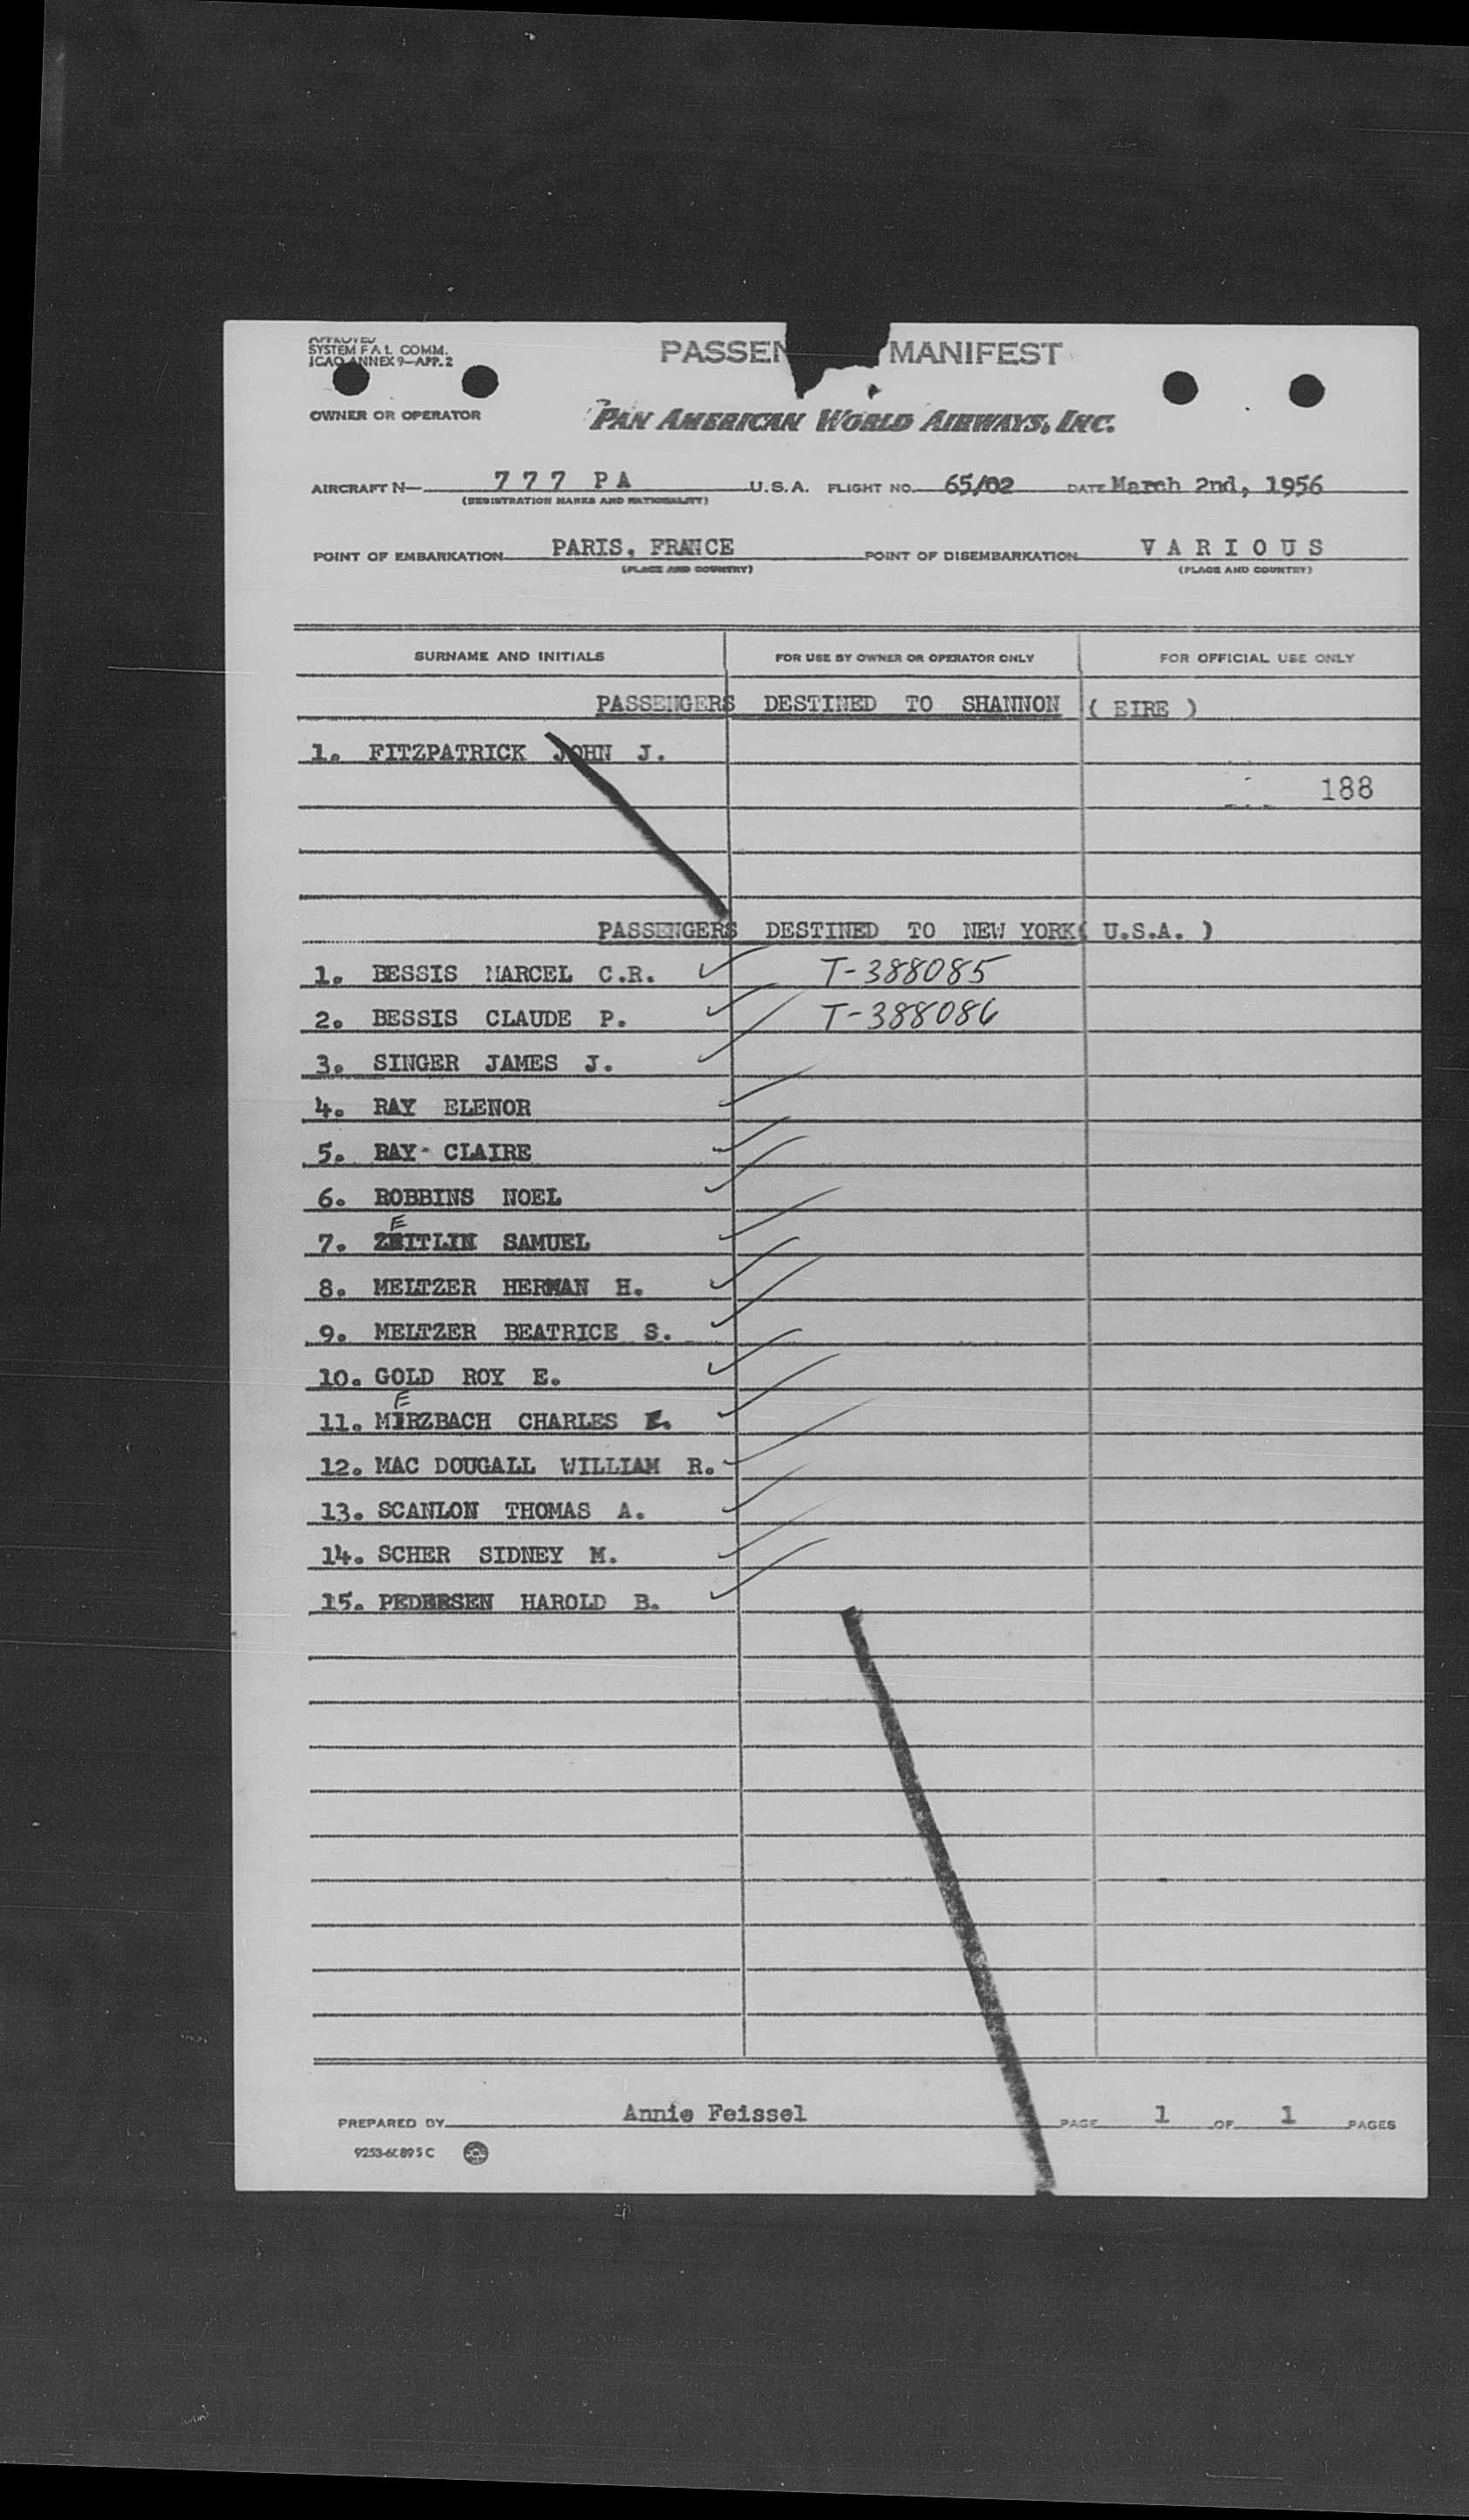 APPROVED
SYSTEM F A L COMM.
ICAO ANNEX 9—APP. 2
PASSEN MANIFEST
OWNER OR OPERATOR PAN AMERICAN WORLD AIRWAYS, INC.
AIRCRAFT N— 7 7 7 P A U.S.A. FLIGHT NO. 65/02 DATE March 2nd, 1956
(REGISTRATION MARKS AND NATIONALITY)
POINT OF EMBARKATION PARIS, FRANCE POINT OF DISEMBARKATION V A R I O U S
(PLACE AND COUNTRY) (PLACE AND COUNTRY)
SURNAME AND INITIALS FOR USE BY OWNER OR OPERATOR ONLY FOR OFFICIAL USE ONLY
PASSENGERS DESTINED TO SHANNON ( EIRE )
1. FITZPATRICK JOHN J.
188
PASSENGERS DESTINED TO NEW YORK( U.S.A. )
1. BESSIS MARCEL C.R. T-388085
2. BESSIS CLAUDE P. T-388086
3. SINGER JAMES J.
4. RAY ELENOR
5. RAY CLAIRE
6. ROBBINS NOEL
E
7. ZEITLIN SAMUEL
8. MELTZER HERMAN H.
9. MELTZER BEATRICE S.
10. GOLD ROY E.
E
11. MIRZBACH CHARLES
12. MAC DOUGALL WILLIAM R.
13. SCANLON THOMAS A.
14. SCHER SIDNEY M.
15. PEDERSEN HAROLD B.
PREPARED BY Annie Feissel PAGE 1 OF 1 PAGES